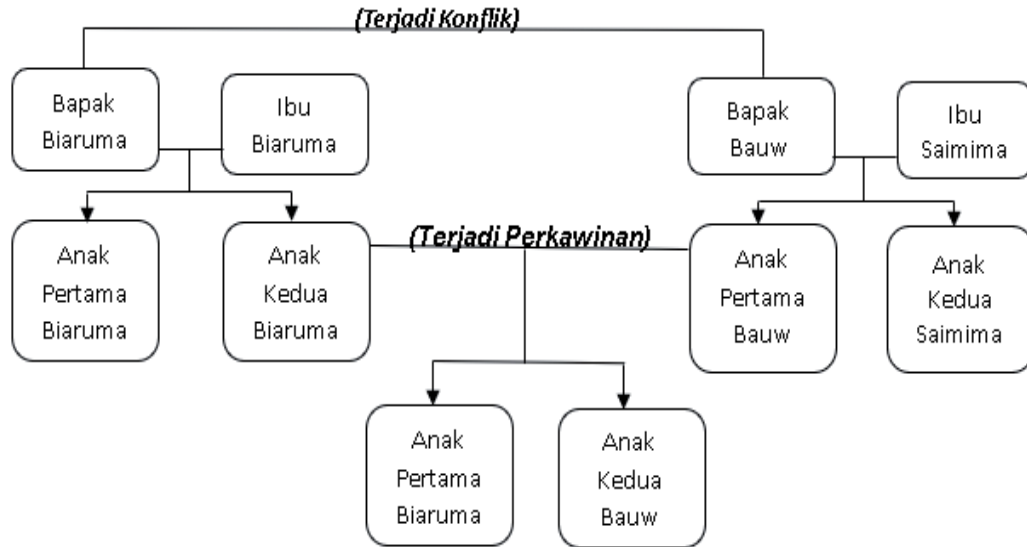 (Terjadi Konflik)
Bapak
Biaruma
Ibu
Biaruma
Bapak
Bauw
Ibu
Saimima
(Terjadi Perkawinan)
Anak
Pertama
Biaruma
Anak
Kedua
Biaruma
Anak
Pertama
Bauw
Anak
Kedua
Saimima
Anak
Pertama
Biaruma
Anak
Kedua
Bauw